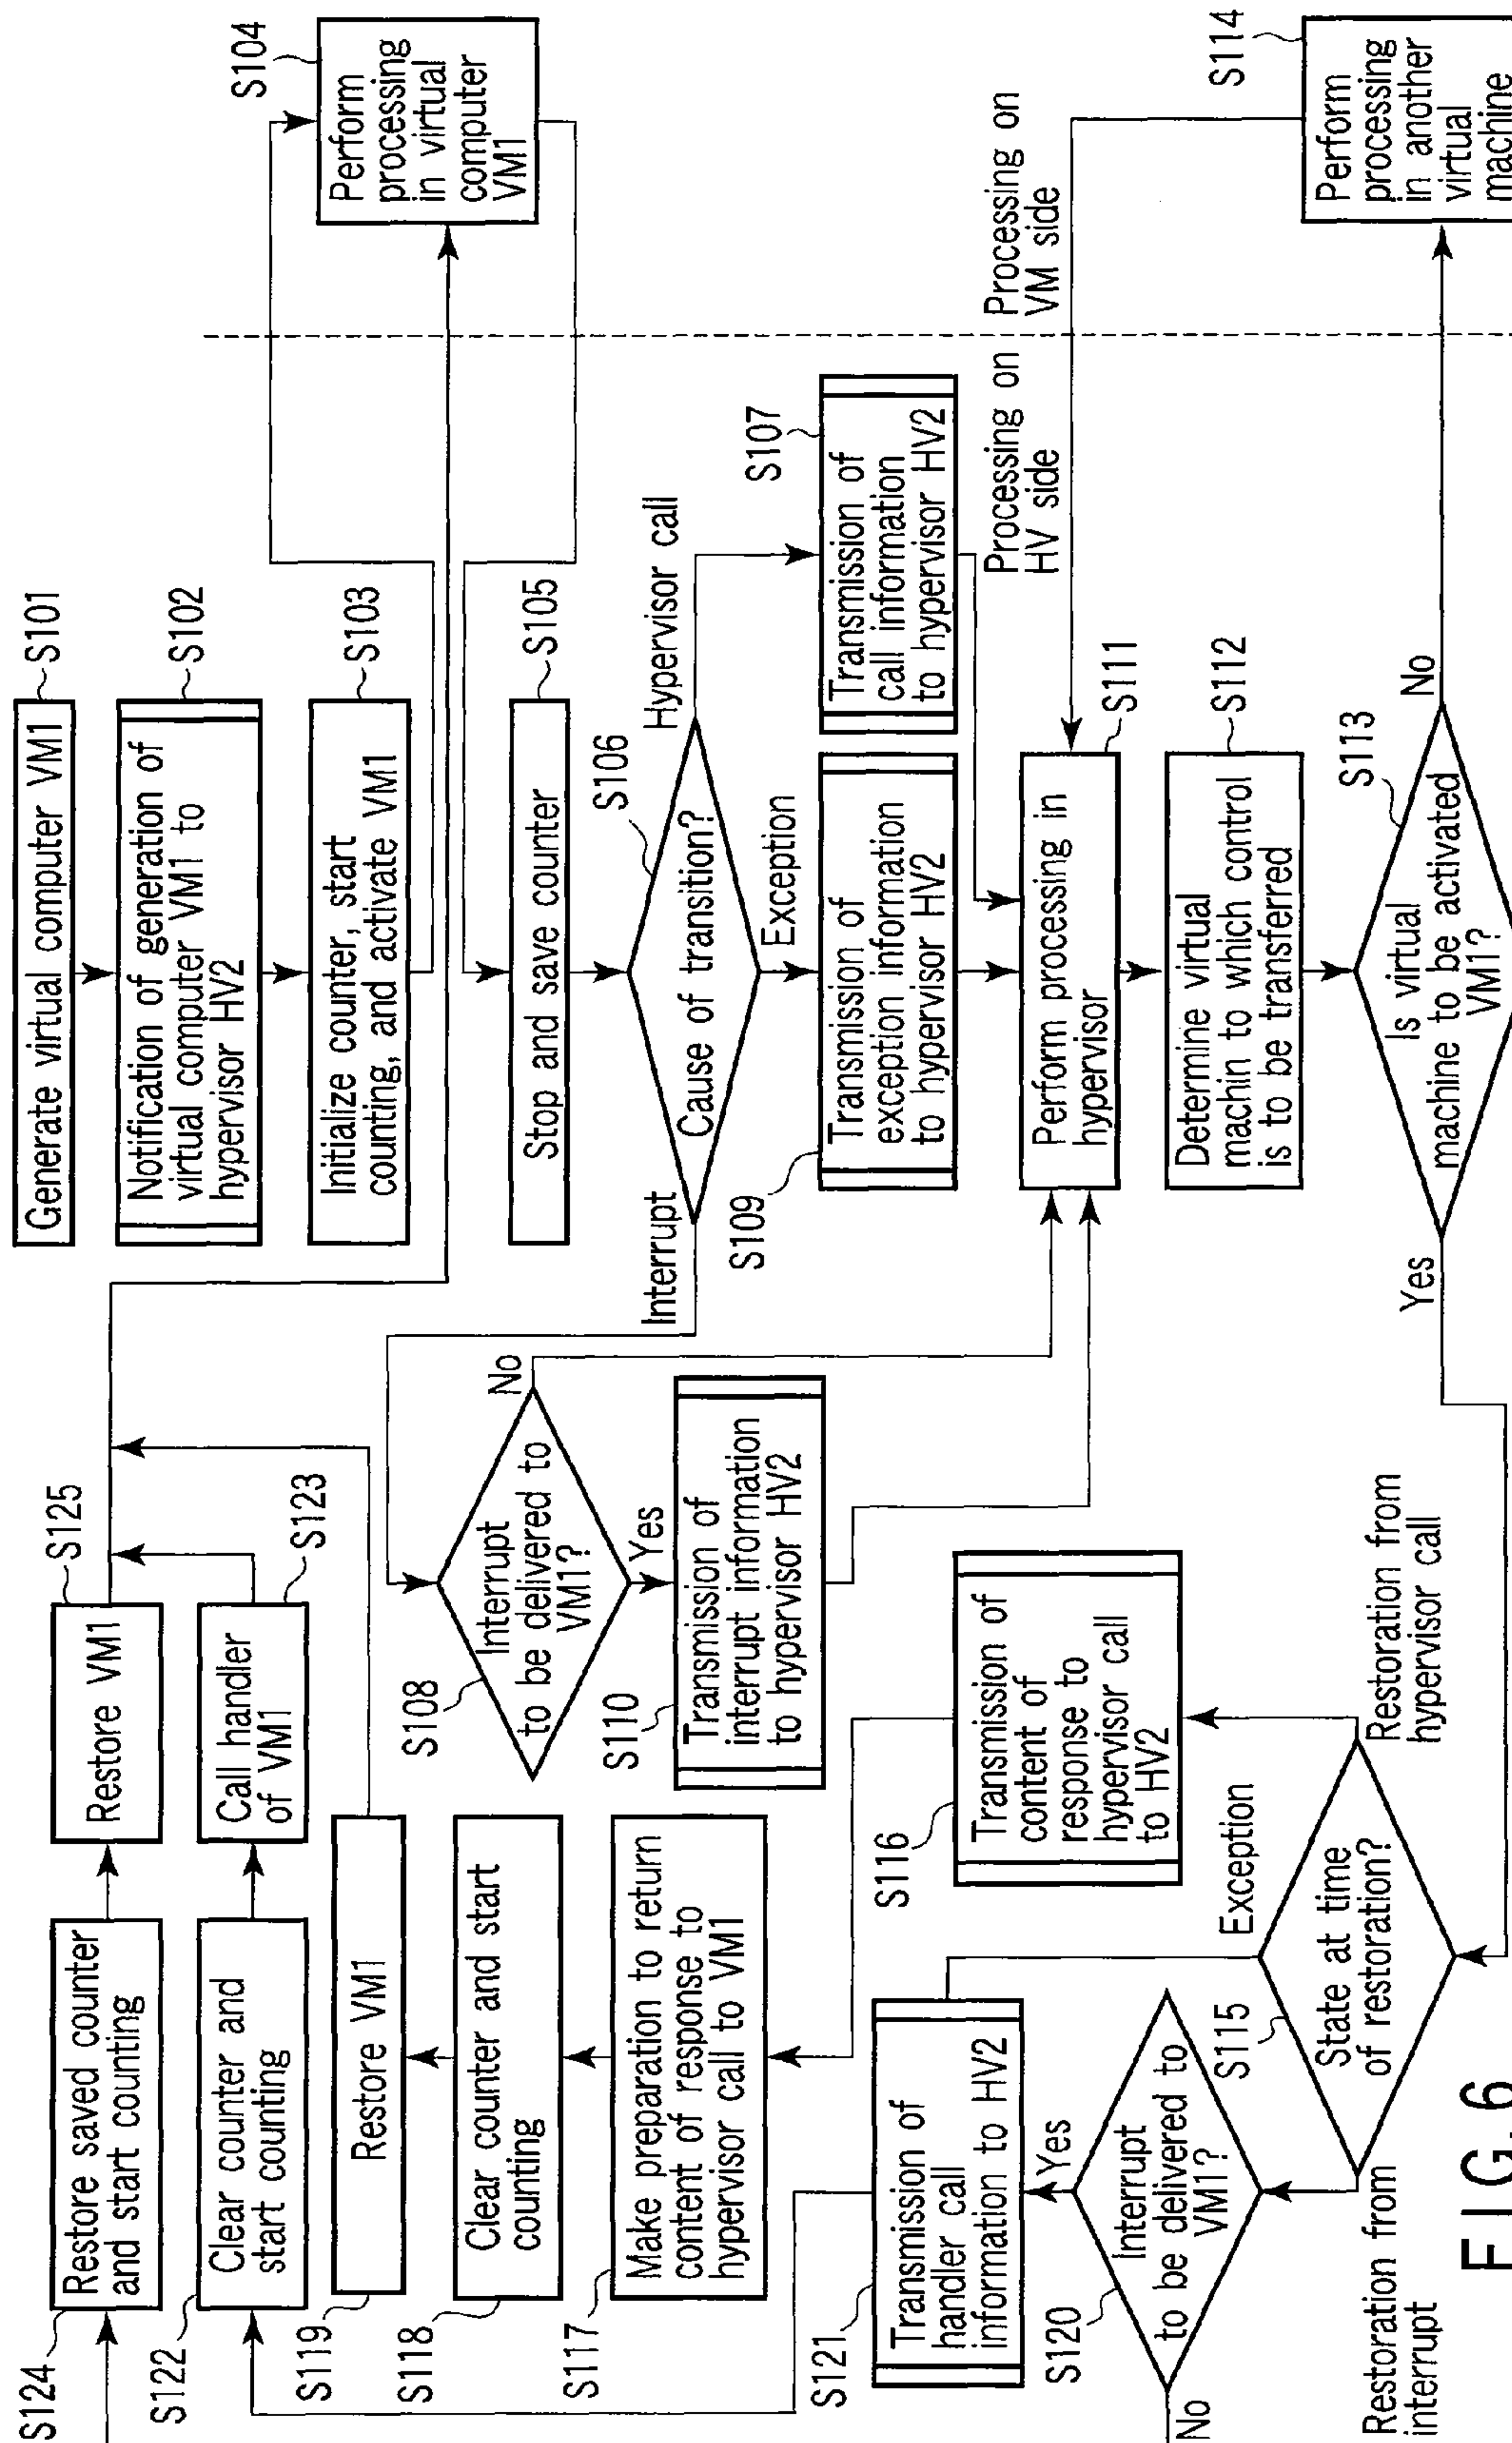 S101
Generate virtual computer VM1
S102
Notification of generation of
virtual computer VM1 to
hypervisor HV2
S103
Initialize counter, start
counting, and activate VM1
S104
Perform
processing
in virtual
computer
VM1
S105
Stop and save counter
S106
Cause of transition?
Hypervisor call
Exception
Interrupt
S107
Transmission of
call information
to hypervisor HV2
S109
Transmission of
exception information
to hypervisor HV2
S108
Interrupt
to be delivered to
VM1?
No
Yes
S110
Transmission of
interrupt information
to hypervisor HV2
Processing on
HV side
Processing on
VM side
S111
Perform processing in
hypervisor
S112
Determine virtual
machin to which control
is to be transferred
S113
Is virtual
machine to be activated
VM1?
No
Yes
S114
Perform
processing
in another
virtual
machine
S115
State at time
of restoration?
Exception
Restoration from
hypervisor call
Restoration from
interrupt
S116
Transmission of
content of
response to
hypervisor call
to HV2
S117
Make preparation to return
content of response to
hypervisor call to VM1
S118
Clear counter and start
counting
S119
Restore VM1
S120
Interrupt
to be delivered to
VM1?
Yes
No
S121
Transmission of
handler call
information to HV2
S122
Clear counter and
start counting
S123
Call handler
of VM1
S124
Restore saved counter
and start counting
S125
Restore VM1
FIG. 6